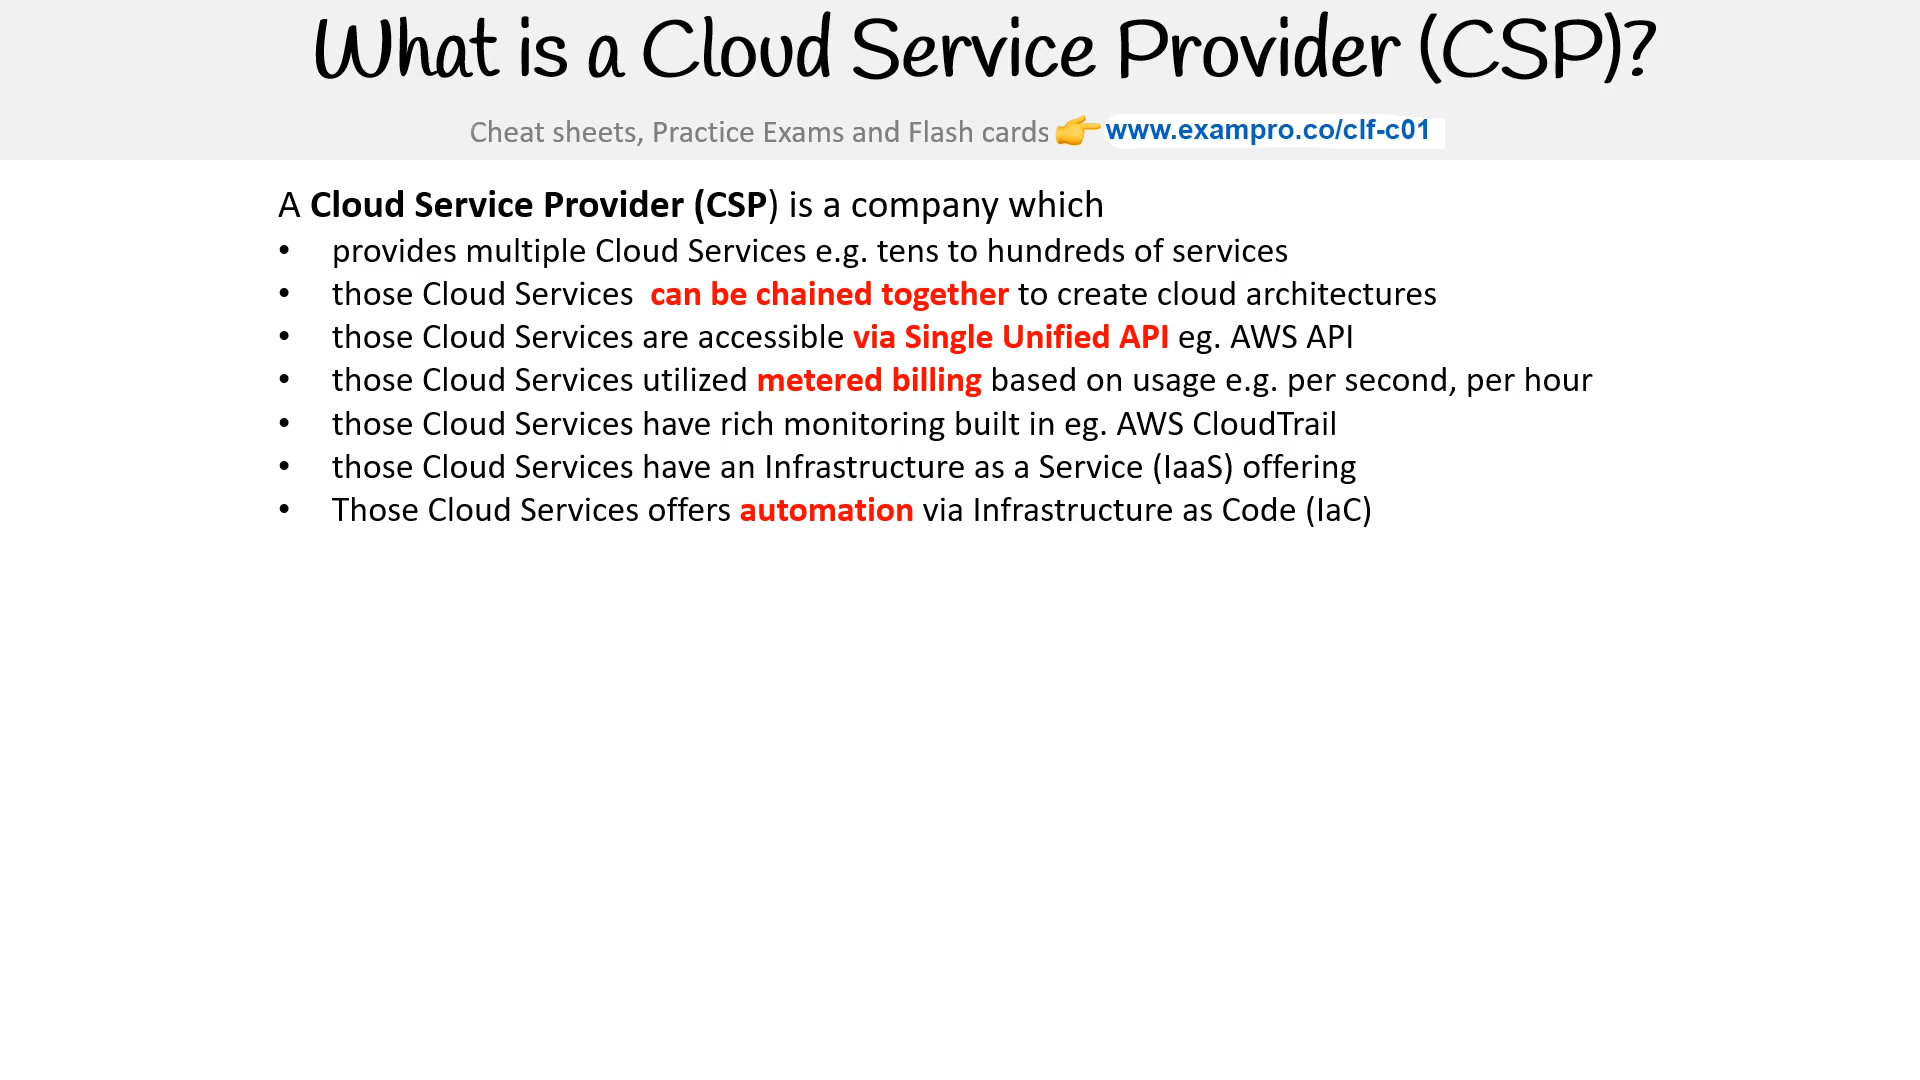 What is a Cloud Service Provider (CSP)?
Cheat sheets, Practice Exams and Flash cards 👉 www.exampro.co/clf-c01
A Cloud Service Provider (CSP) is a company which
• provides multiple Cloud Services e.g. tens to hundreds of services
• those Cloud Services can be chained together to create cloud architectures
• those Cloud Services are accessible via Single Unified API eg. AWS API
• those Cloud Services utilized metered billing based on usage e.g. per second, per hour
• those Cloud Services have rich monitoring built in eg. AWS CloudTrail
• those Cloud Services have an Infrastructure as a Service (IaaS) offering
• Those Cloud Services offers automation via Infrastructure as Code (IaC)